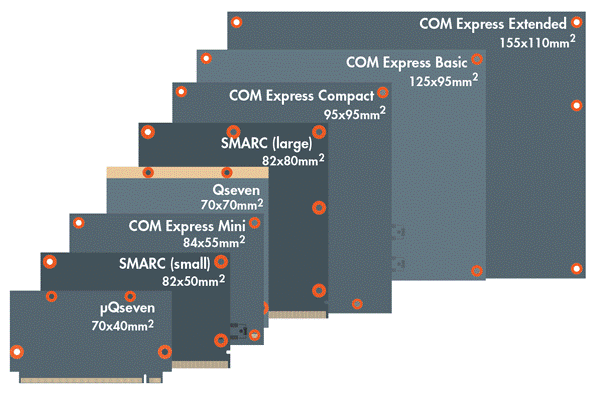 COM Express Extended
155x110mm²
COM Express Basic
125x95mm²
COM Express Compact
95x95mm²
SMARC (large)
82x80mm²
Qseven
70x70mm²
COM Express Mini
84x55mm²
SMARC (small)
82x50mm²
µQseven
70x40mm²